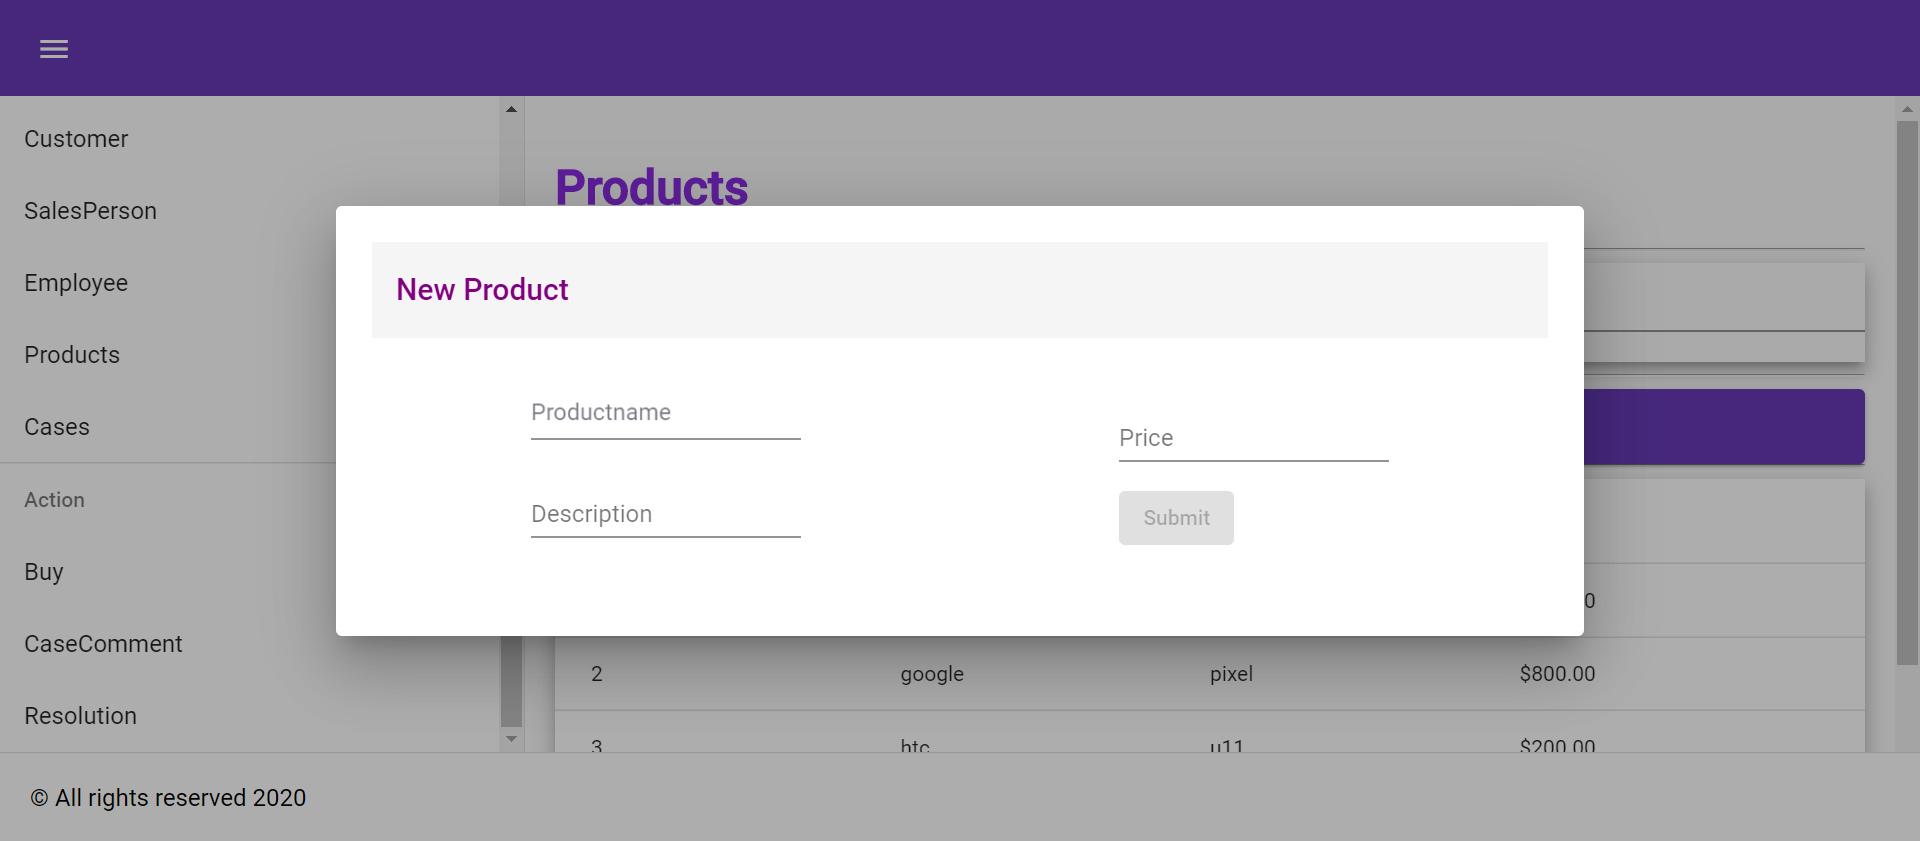 Customer
SalesPerson
Employee
Products
Cases
Action
Buy
CaseComment
Resolution
Products
New Product
Productname
Price
Description
Submit
0
2 google pixel $800.00
3 htc u11 $200.00
© All rights reserved 2020